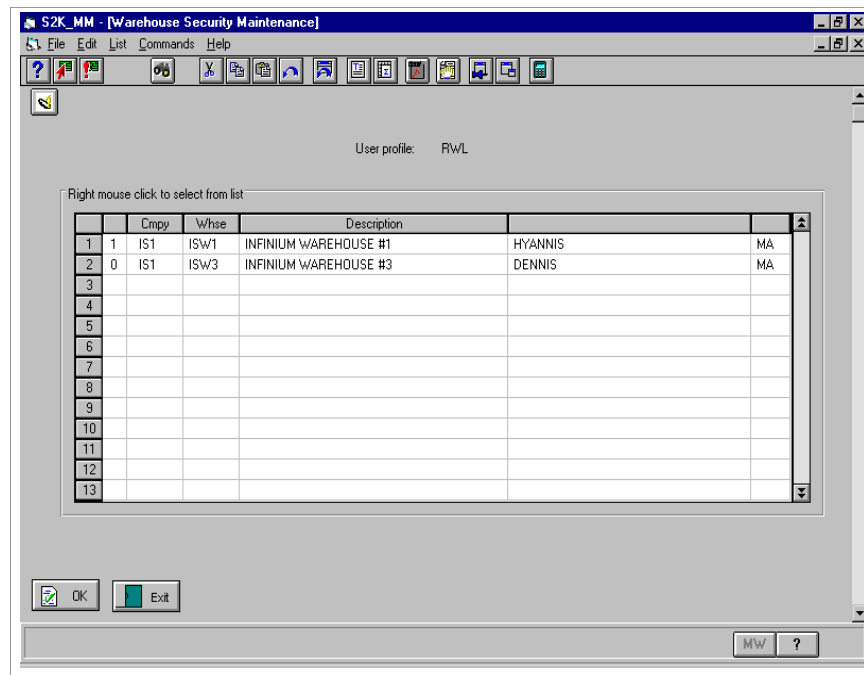 S2K_MM - [Warehouse Security Maintenance]
File Edit List Commands Help
User profile: RWL
Right mouse click to select from list
Cmpy Whse Description
1 1 IS1 ISW1 INFINIUM WAREHOUSE #1 HYANNIS MA
2 0 IS1 ISW3 INFINIUM WAREHOUSE #3 DENNIS MA
3
4
5
6
7
8
9
10
11
12
13
OK Exit
MW ?